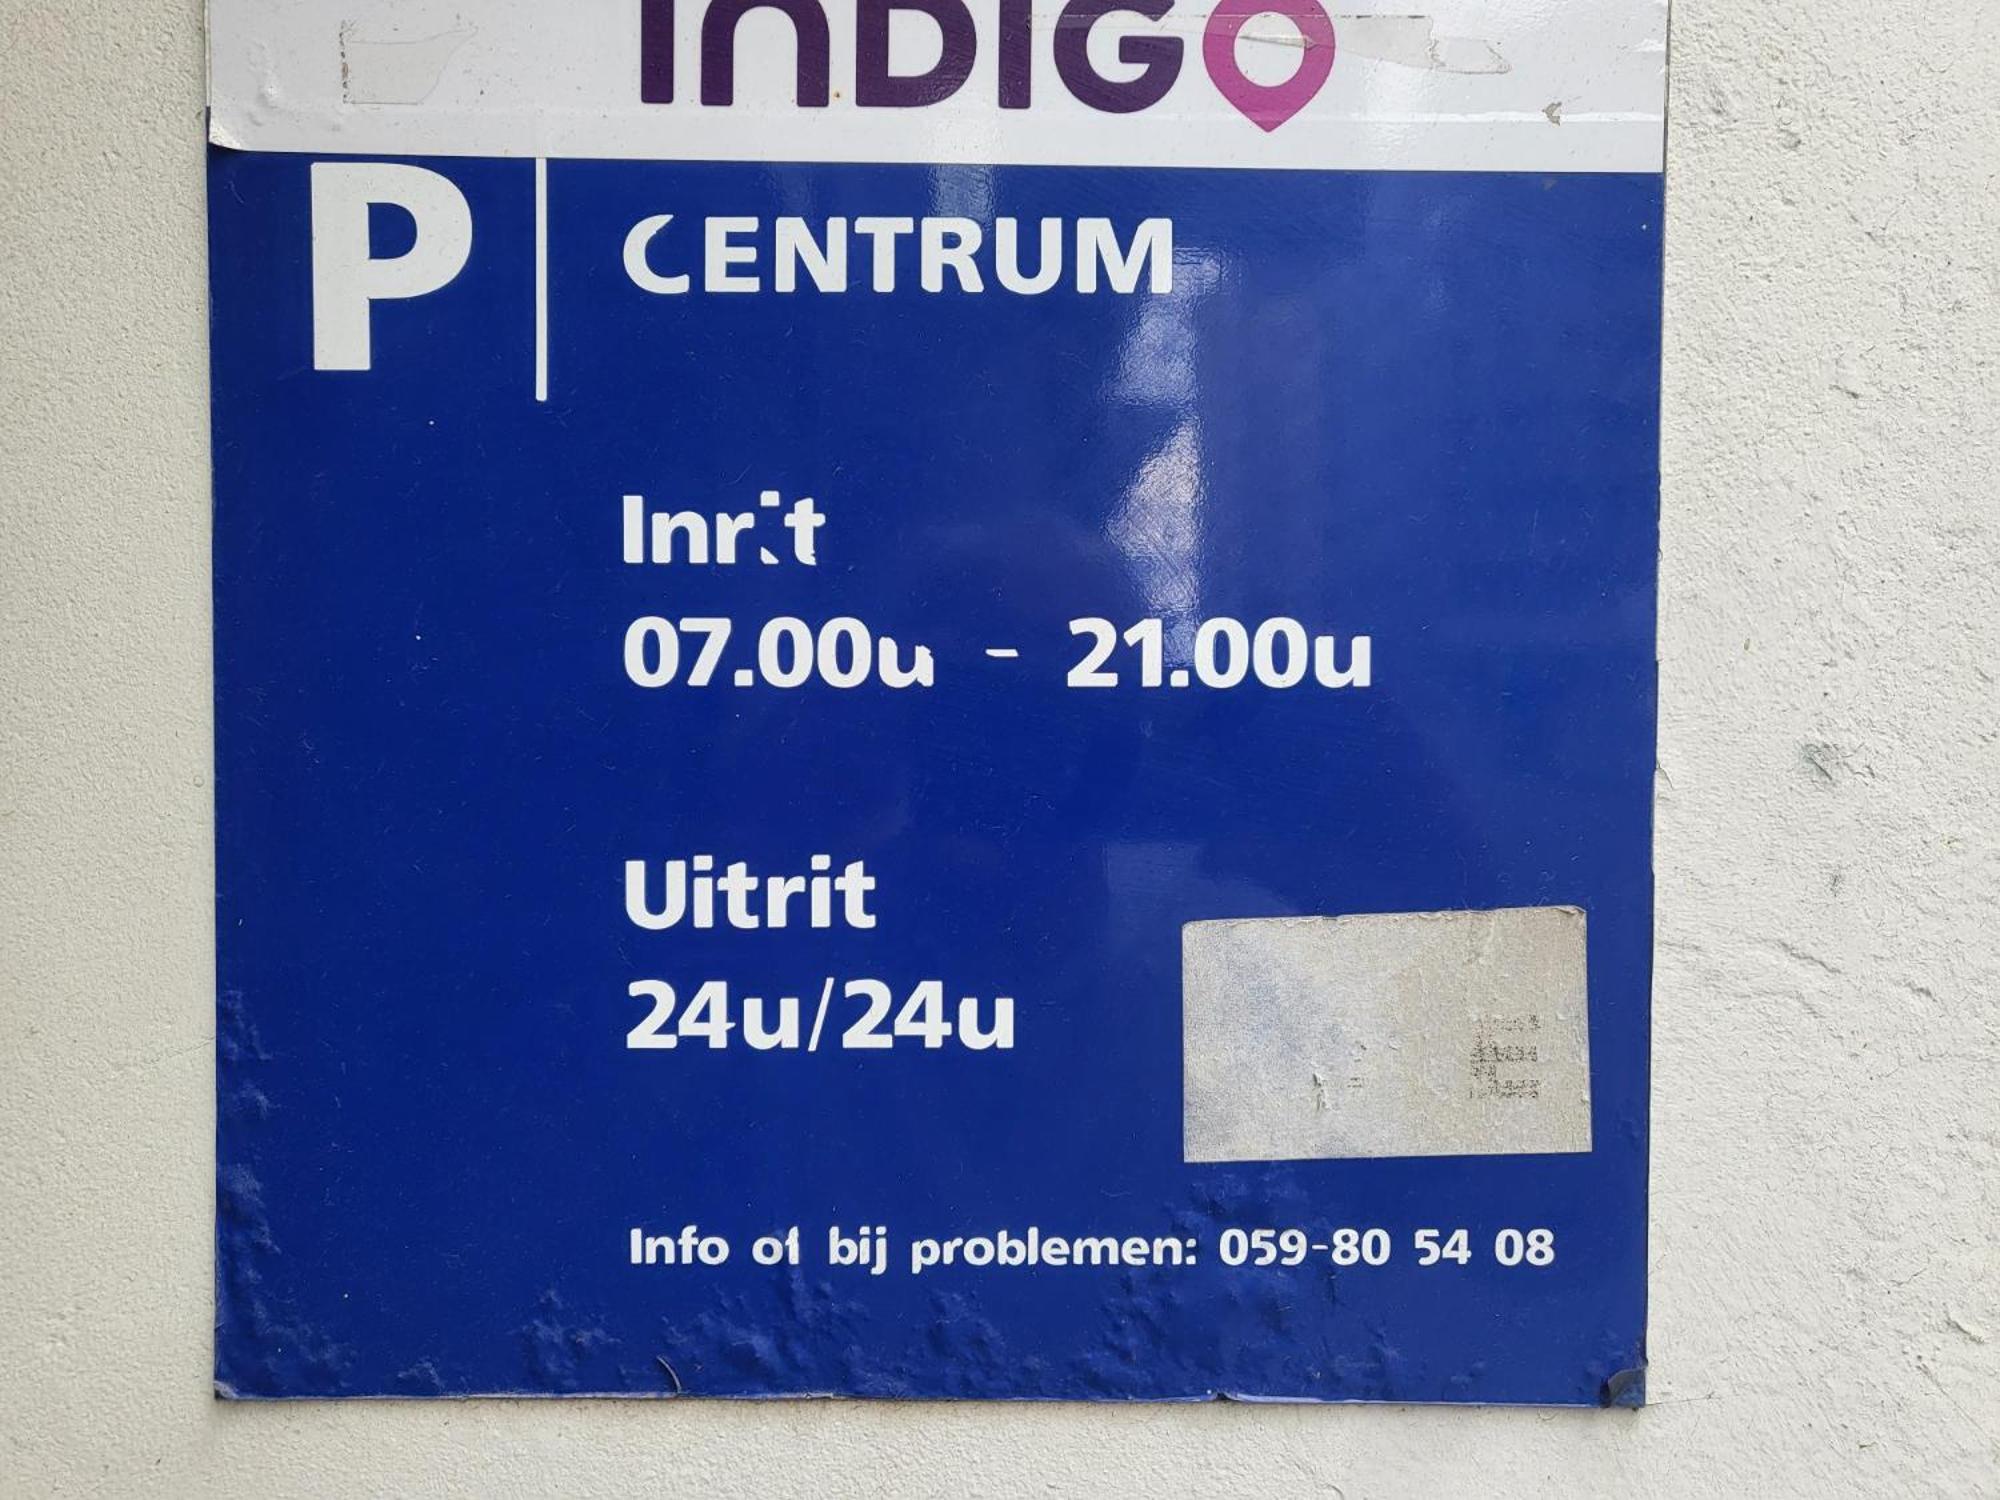 INDIGO
P CENTRUM
Inrit
07.00u - 21.00u
Uitrit
24u/24u
Info of bij problemen: 059-80 54 08